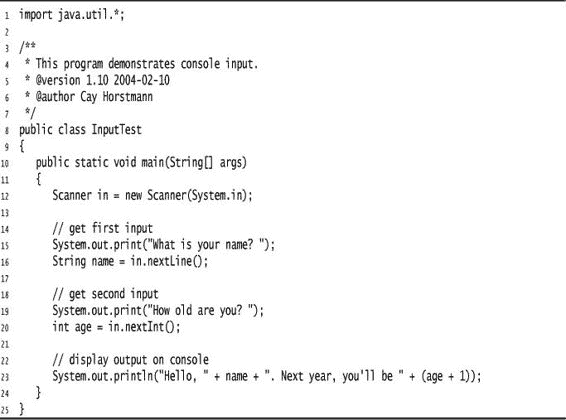 1 import java.util.*;
2
3 /**
4  * This program demonstrates console input.
5  * @version 1.10 2004-02-10
6  * @author Cay Horstmann
7  */
8 public class InputTest
9 {
10    public static void main(String[] args)
11    {
12       Scanner in = new Scanner(System.in);
13
14       // get first input
15       System.out.print("What is your name? ");
16       String name = in.nextLine();
17
18       // get second input
19       System.out.print("How old are you? ");
20       int age = in.nextInt();
21
22       // display output on console
23       System.out.println("Hello, " + name + ". Next year, you'll be " + (age + 1));
24    }
25 }